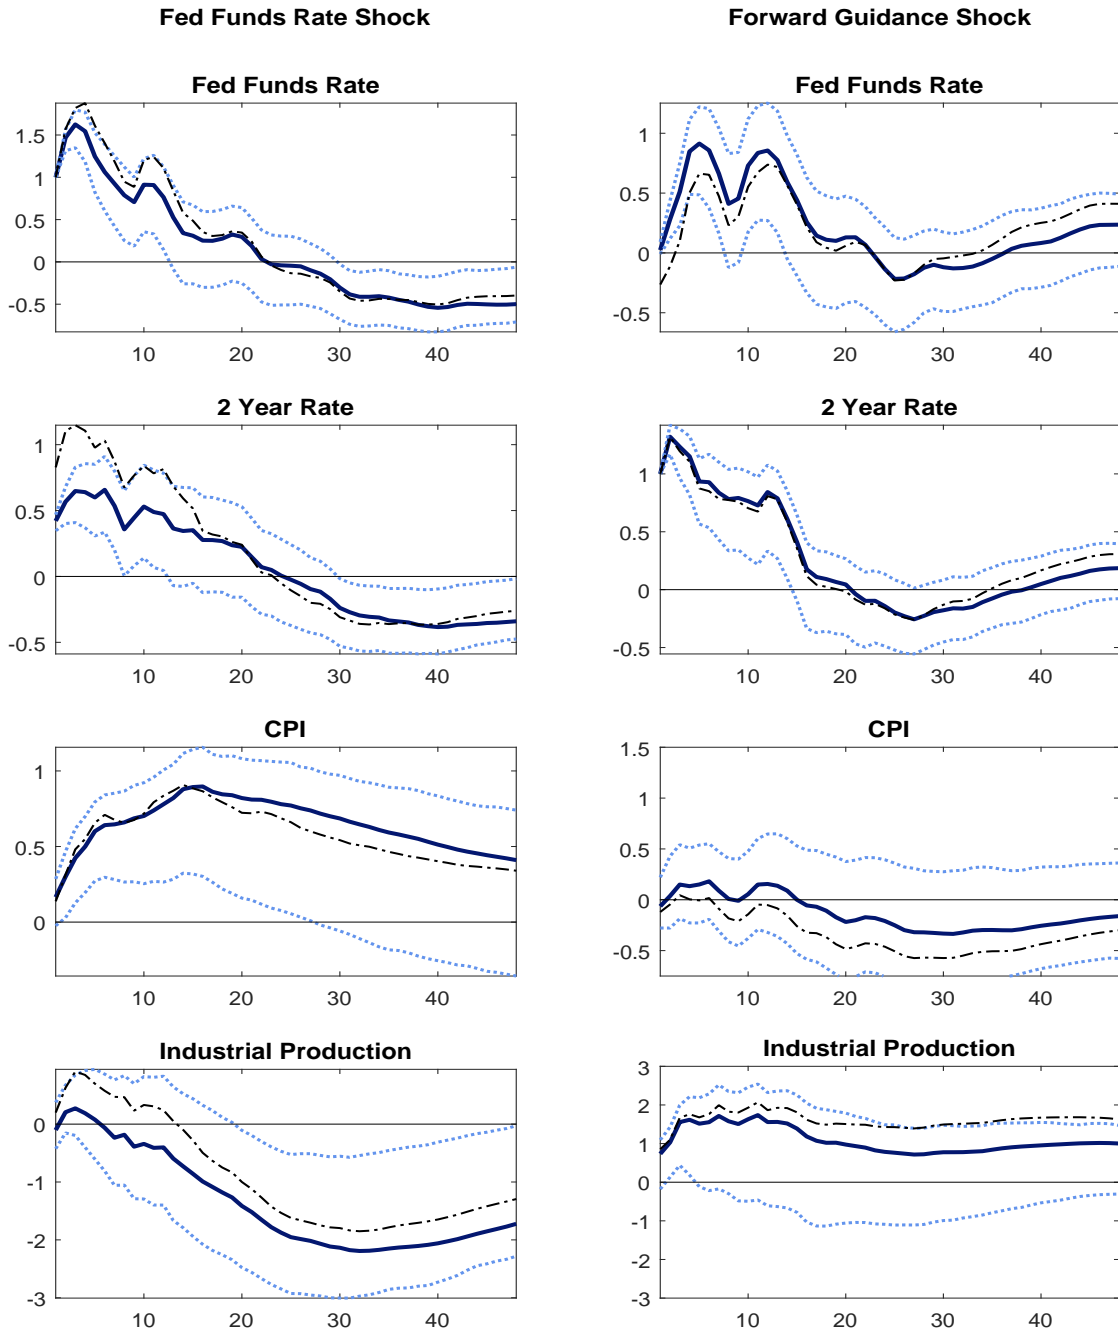 Fed Funds Rate Shock
Forward Guidance Shock
Fed Funds Rate
1.5
1
0.5
0
-0.5
10 20 30 40
Fed Funds Rate
1
0.5
0
-0.5
10 20 30 40
2 Year Rate
1
0.5
0
-0.5
10 20 30 40
2 Year Rate
1
0.5
0
-0.5
10 20 30 40
CPI
1
0.5
0
10 20 30 40
CPI
1.5
1
0.5
0
-0.5
10 20 30 40
Industrial Production
0
-1
-2
-3
10 20 30 40
Industrial Production
3
2
1
0
-1
-2
-3
10 20 30 40